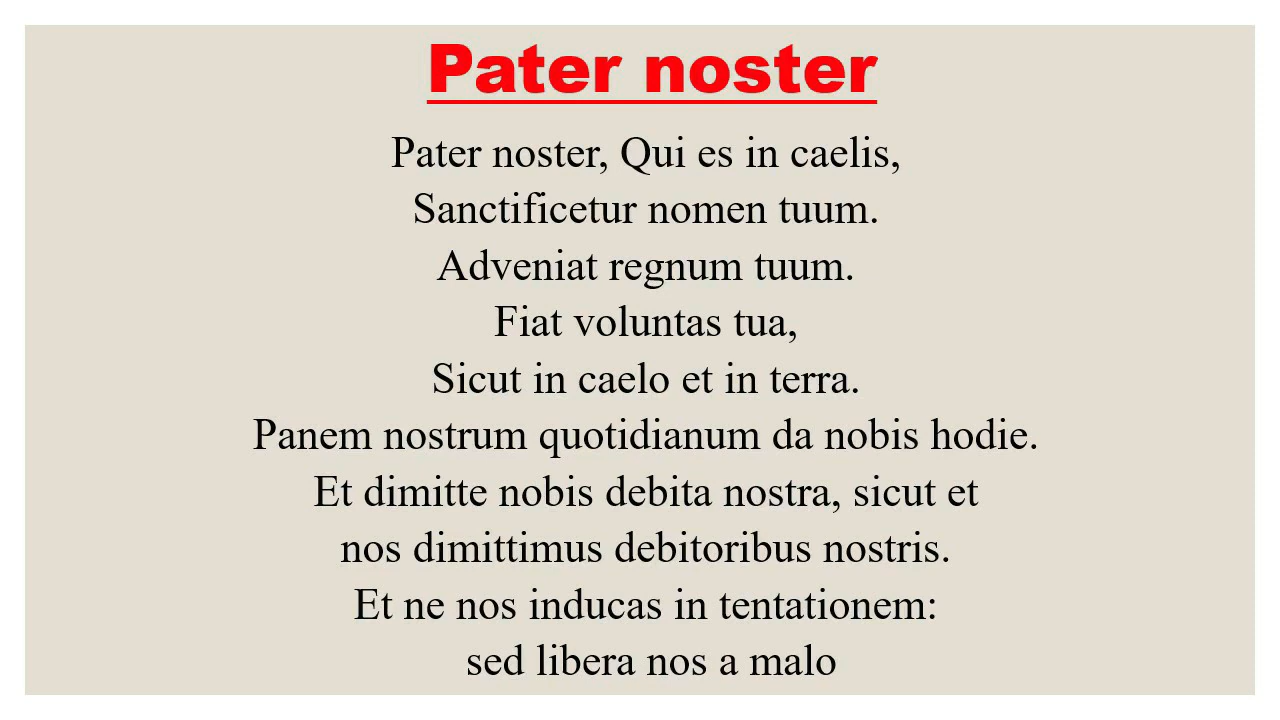 Pater noster
Pater noster, Qui es in caelis,
Sanctificetur nomen tuum.
Adveniat regnum tuum.
Fiat voluntas tua,
Sicut in caelo et in terra.
Panem nostrum quotidianum da nobis hodie.
Et dimitte nobis debita nostra, sicut et
nos dimittimus debitoribus nostris.
Et ne nos inducas in tentationem:
sed libera nos a malo